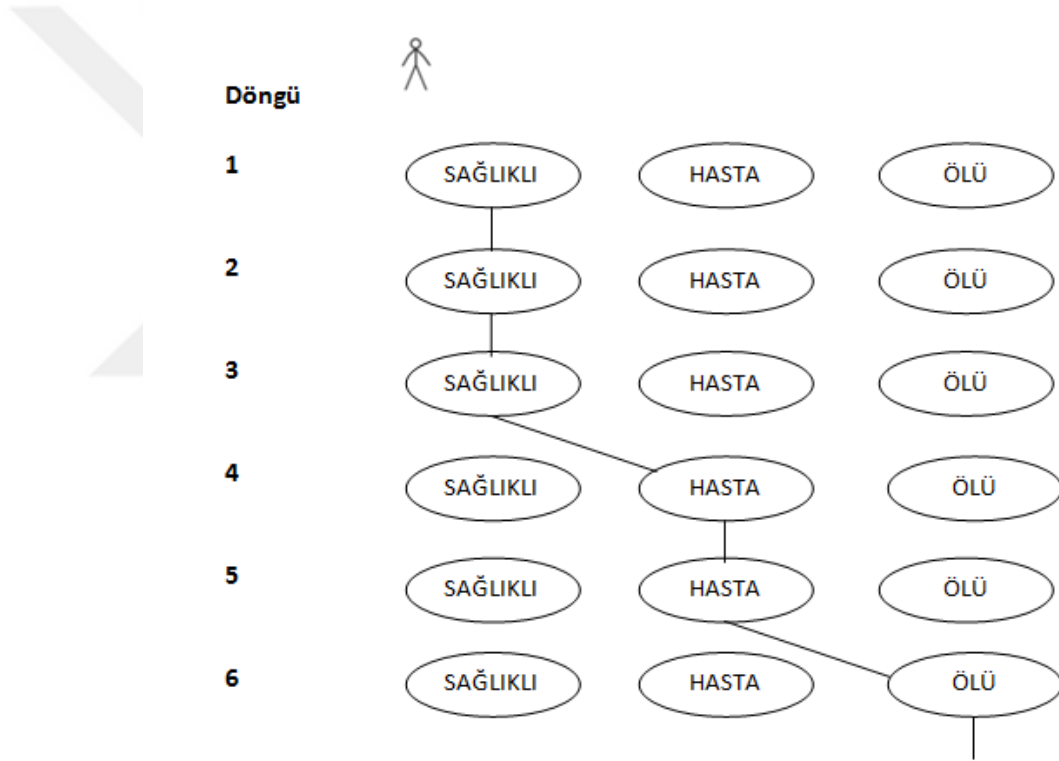 Döngü
1 SAĞLIKLI HASTA ÖLÜ
2 SAĞLIKLI HASTA ÖLÜ
3 SAĞLIKLI HASTA ÖLÜ
4 SAĞLIKLI HASTA ÖLÜ
5 SAĞLIKLI HASTA ÖLÜ
6 SAĞLIKLI HASTA ÖLÜ